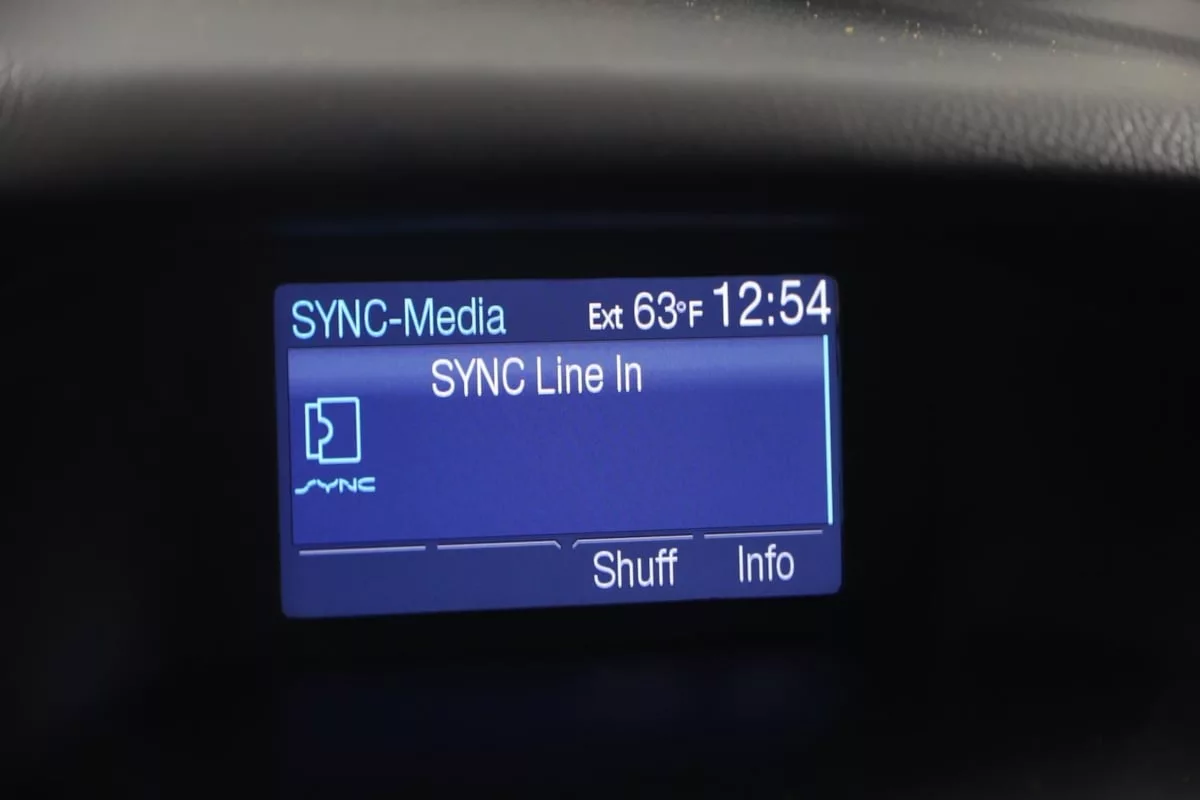 SYNC-Media Ext 63°F 12:54
SYNC Line In
SYNC
Shuff Info